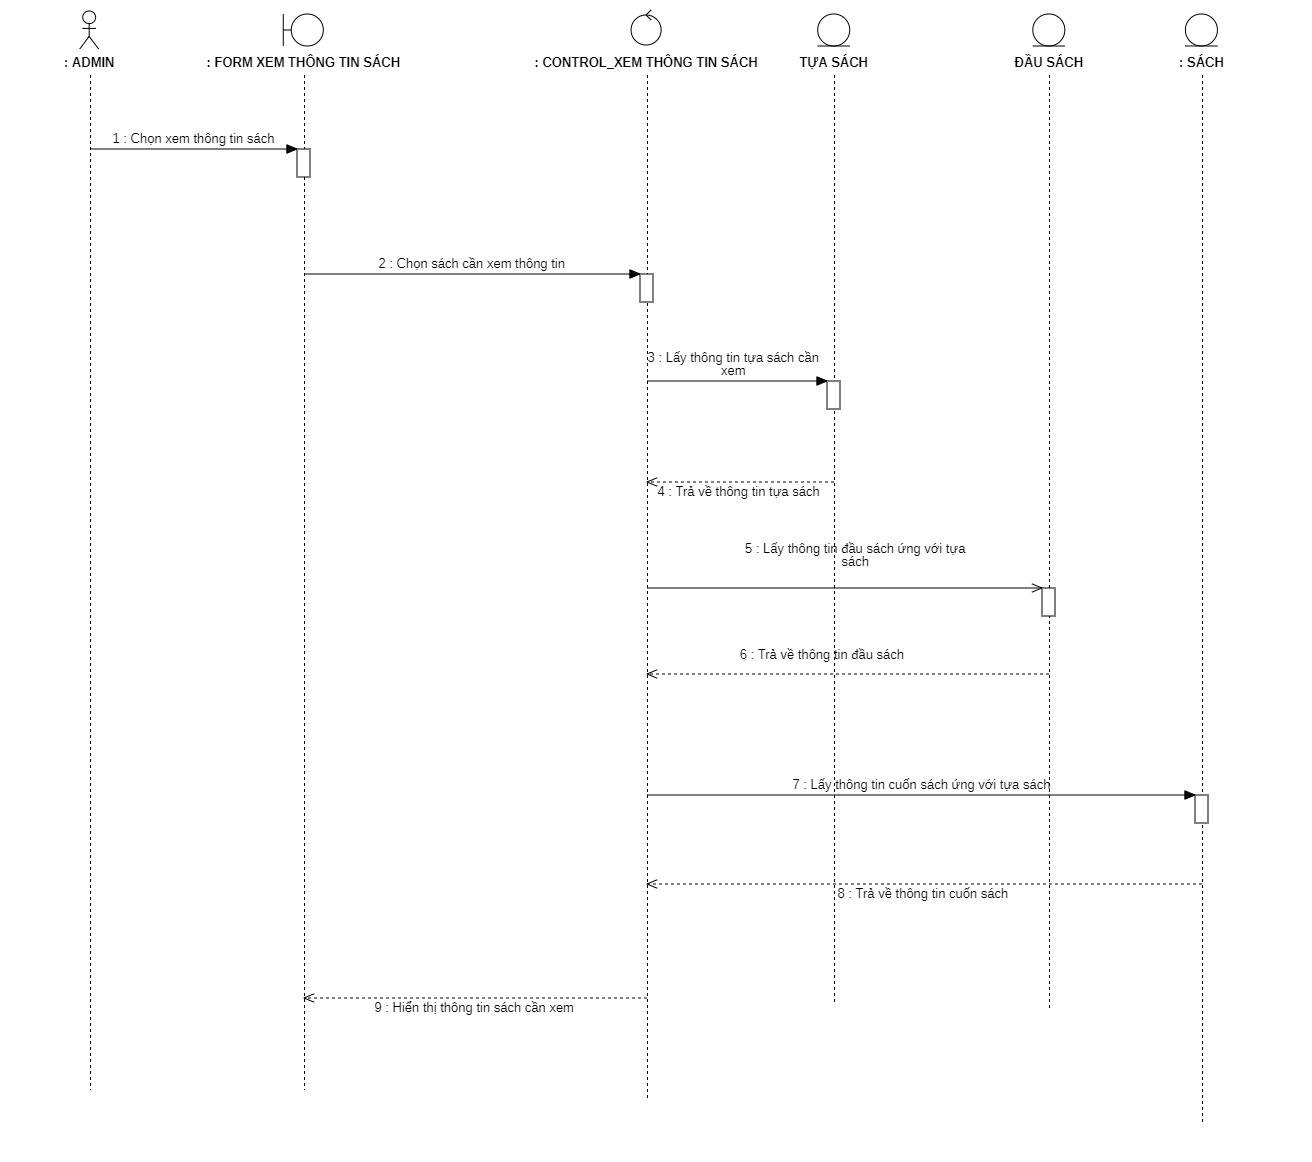 : ADMIN
: FORM XEM THÔNG TIN SÁCH
: CONTROL_XEM THÔNG TIN SÁCH
TỰA SÁCH
ĐẦU SÁCH
: SÁCH
1 : Chọn xem thông tin sách
2 : Chọn sách cần xem thông tin
3 : Lấy thông tin tựa sách cần
xem
4 : Trả về thông tin tựa sách
5 : Lấy thông tin đầu sách ứng với tựa
sách
6 : Trả về thông tin đầu sách
7 : Lấy thông tin cuốn sách ứng với tựa sách
8 : Trả về thông tin cuốn sách
9 : Hiển thị thông tin sách cần xem